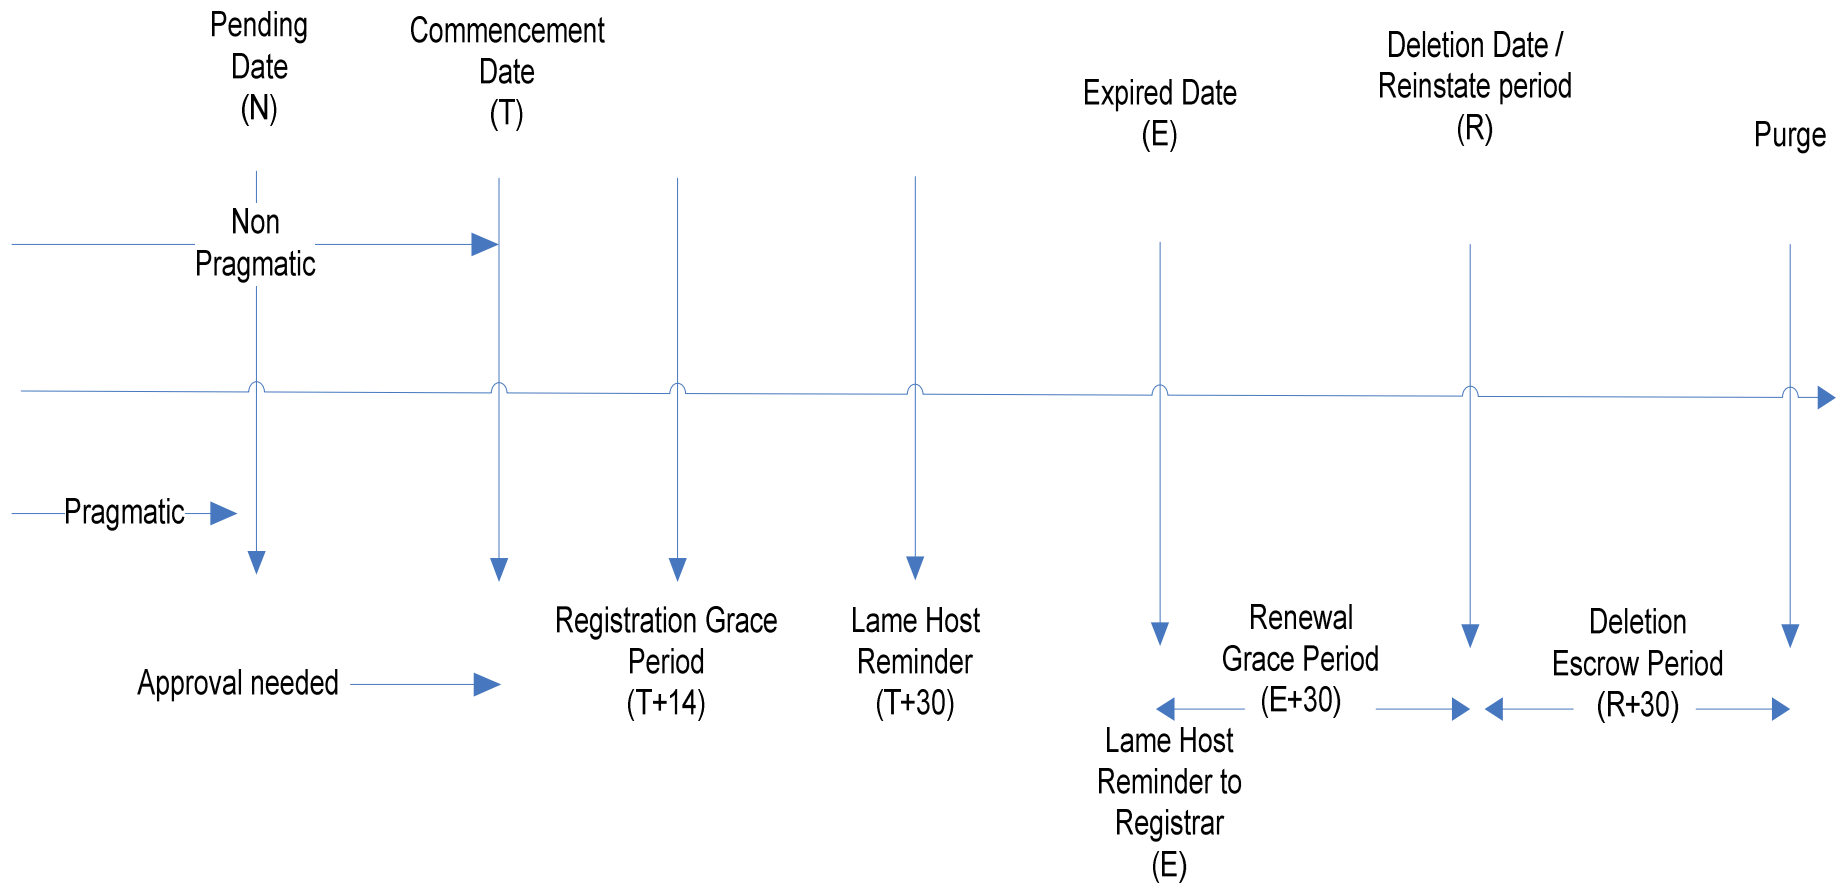 Pending
Date
(N)
Commencement
Date
(T)
Expired Date
(E)
Deletion Date /
Reinstate period
(R)
Purge
Non
Pragmatic
Pragmatic
Approval needed
Registration Grace
Period
(T+14)
Lame Host
Reminder
(T+30)
Renewal
Grace Period
(E+30)
Deletion
Escrow Period
(R+30)
Lame Host
Reminder to
Registrar
(E)